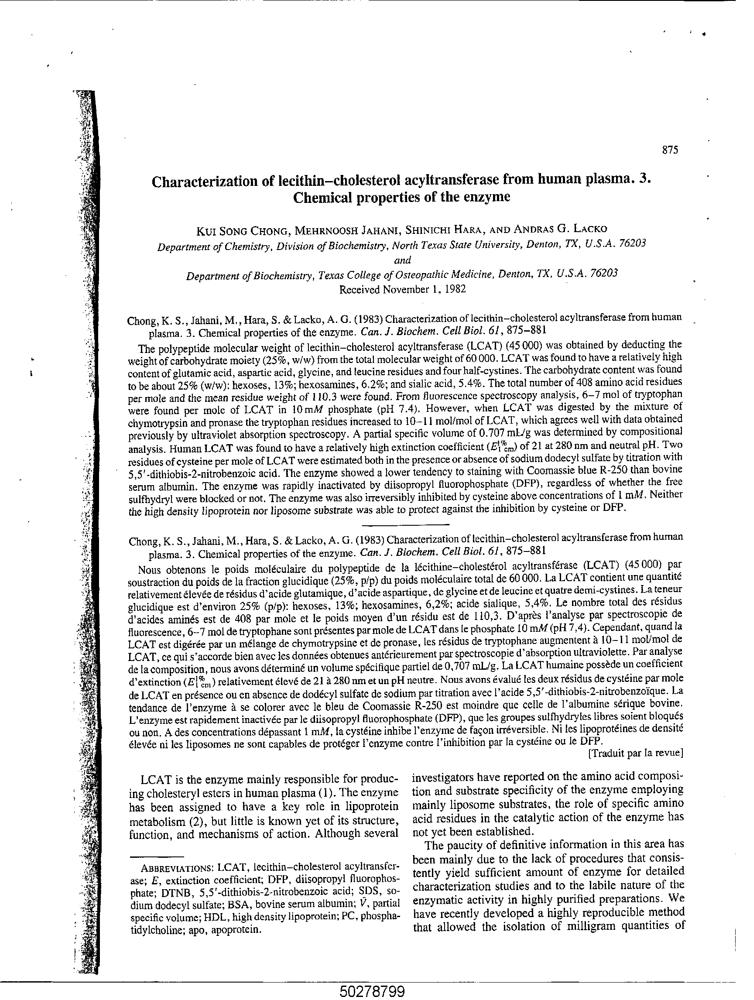 875
Characterization of lecithin–cholesterol acyltransferase from human plasma. 3.
Chemical properties of the enzyme
KUI SONG CHONG, MEHRNOOSH JAHANI, SHINICHI HARA, AND ANDRAS G. LACKO
Department of Chemistry, Division of Biochemistry, North Texas State University, Denton, TX, U.S.A. 76203
and
Department of Biochemistry, Texas College of Osteopathic Medicine, Denton, TX, U.S.A. 76203
Received November 1, 1982
Chong, K. S., Jahani, M., Hara, S. & Lacko, A. G. (1983) Characterization of lecithin–cholesterol acyltransferase from human
plasma. 3. Chemical properties of the enzyme. Can. J. Biochem. Cell Biol. 61, 875–881
The polypeptide molecular weight of lecithin–cholesterol acyltransferase (LCAT) (45 000) was obtained by deducting the
weight of carbohydrate moiety (25%, w/w) from the total molecular weight of 60 000. LCAT was found to have a relatively high
content of glutamic acid, aspartic acid, glycine, and leucine residues and four half-cystines. The carbohydrate content was found
to be about 25% (w/w): hexoses, 13%; hexosamines, 6.2%; and sialic acid, 5.4%. The total number of 408 amino acid residues
per mole and the mean residue weight of 110.3 were found. From fluorescence spectroscopy analysis, 6–7 mol of tryptophan
were found per mole of LCAT in 10 mM phosphate (pH 7.4). However, when LCAT was digested by the mixture of
chymotrypsin and pronase the tryptophan residues increased to 10–11 mol/mol of LCAT, which agrees well with data obtained
previously by ultraviolet absorption spectroscopy. A partial specific volume of 0.707 mL/g was determined by compositional
analysis. Human LCAT was found to have a relatively high extinction coefficient (E1%1cm) of 21 at 280 nm and neutral pH. Two
residues of cysteine per mole of LCAT were estimated both in the presence or absence of sodium dodecyl sulfate by titration with
5,5′-dithiobis-2-nitrobenzoic acid. The enzyme showed a lower tendency to staining with Coomassie blue R-250 than bovine
serum albumin. The enzyme was rapidly inactivated by diisopropyl fluorophosphate (DFP), regardless of whether the free
sulfhydryl were blocked or not. The enzyme was also irreversibly inhibited by cysteine above concentrations of 1 mM. Neither
the high density lipoprotein nor liposome substrate was able to protect against the inhibition by cysteine or DFP.
Chong, K. S., Jahani, M., Hara, S. & Lacko, A. G. (1983) Characterization of lecithin–cholesterol acyltransferase from human
plasma. 3. Chemical properties of the enzyme. Can. J. Biochem. Cell Biol. 61, 875–881
Nous obtenons le poids moléculaire du polypeptide de la lécithine-cholestérol acyltransférase (LCAT) (45 000) par
soustraction du poids de la fraction glucidique (25%, p/p) du poids moléculaire total de 60 000. La LCAT contient une quantité
relativement élevée de résidus d'acide glutamique, d'acide aspartique, de glycine et de leucine et quatre demi-cystines. La teneur
glucidique est d'environ 25% (p/p): hexoses, 13%; hexosamines, 6,2%; acide sialique, 5,4%. Le nombre total des résidus
d'acides aminés est de 408 par mole et le poids moyen d'un résidu est de 110,3. D'après l'analyse par spectroscopie de
fluorescence, 6–7 mol de tryptophane sont présentes par mole de LCAT dans le phosphate 10 mM (pH 7,4). Cependant, quand la
LCAT est digérée par un mélange de chymotrypsine et de pronase, les résidus de tryptophane augmentent à 10–11 mol/mol de
LCAT, ce qui s'accorde bien avec les données obtenues antérieurement par spectroscopie d'absorption ultraviolette. Par analyse
de la composition, nous avons déterminé un volume spécifique partiel de 0,707 mL/g. La LCAT humaine possède un coefficient
d'extinction (E1%1cm) relativement élevé de 21 à 280 nm et un pH neutre. Nous avons évalué les deux résidus de cystéine par mole
de LCAT en présence ou en absence de dodécyl sulfate de sodium par titration avec l'acide 5,5′-dithiobis-2-nitrobenzoïque. La
tendance de l'enzyme à se colorer avec le bleu de Coomassie R-250 est moindre que celle de l'albumine sérique bovine.
L'enzyme est rapidement inactivée par le diisopropyl fluorophosphate (DFP), que les groupes sulfhydryles libres soient bloqués
ou non. A des concentrations dépassant 1 mM, la cystéine inhibe l'enzyme de façon irréversible. Ni les lipoprotéines de densité
élevée ni les liposomes ne sont capables de protéger l'enzyme contre l'inhibition par la cystéine ou le DFP.
[Traduit par la revue]
LCAT is the enzyme mainly responsible for produc-
ing cholesteryl esters in human plasma (1). The enzyme
has been assigned to have a key role in lipoprotein
metabolism (2), but little is known yet of its structure,
function, and mechanisms of action. Although several
ABBREVIATIONS: LCAT, lecithin–cholesterol acyltransfer-
ase; E, extinction coefficient; DFP, diisopropyl fluorophos-
phate; DTNB, 5,5′-dithiobis-2-nitrobenzoic acid; SDS, so-
dium dodecyl sulfate; BSA, bovine serum albumin; V̄, partial
specific volume; HDL, high density lipoprotein; PC, phospha-
tidylcholine; apo, apoprotein.
investigators have reported on the amino acid composi-
tion and substrate specificity of the enzyme employing
mainly liposome substrates, the role of specific amino
acid residues in the catalytic action of the enzyme has
not yet been established.
The paucity of definitive information in this area has
been mainly due to the lack of procedures that consis-
tently yield sufficient amount of enzyme for detailed
characterization studies and to the labile nature of the
enzymatic activity in highly purified preparations. We
have recently developed a highly reproducible method
that allowed the isolation of milligram quantities of
50278799